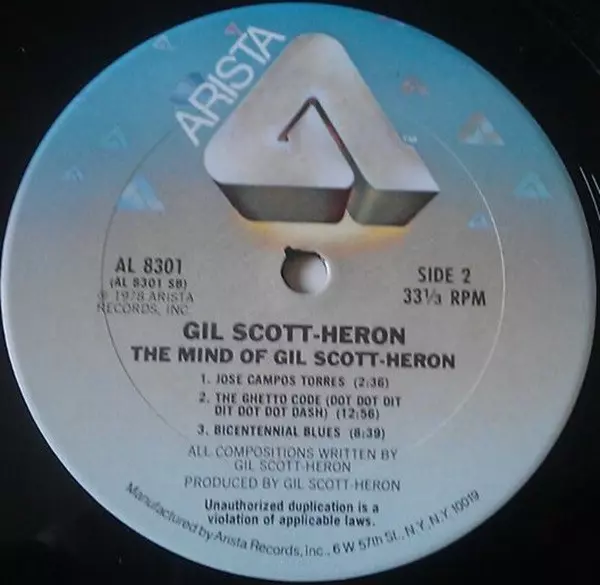 ARISTA
TM
AL 8301
(AL 8301 SB)
℗ 1978 ARISTA
RECORDS, INC.
SIDE 2
33⅓ RPM
GIL SCOTT-HERON
THE MIND OF GIL SCOTT-HERON
1. JOSE CAMPOS TORRES (2:36)
2. THE GHETTO CODE (DOT DOT DIT
DIT DOT DOT DASH) (12:56)
3. BICENTENNIAL BLUES (8:39)
ALL COMPOSITIONS WRITTEN BY
GIL SCOTT-HERON
PRODUCED BY GIL SCOTT-HERON
Unauthorized duplication is a
violation of applicable laws.
Manufactured by Arista Records, Inc., 6 W 57th St., N.Y., N.Y. 10019